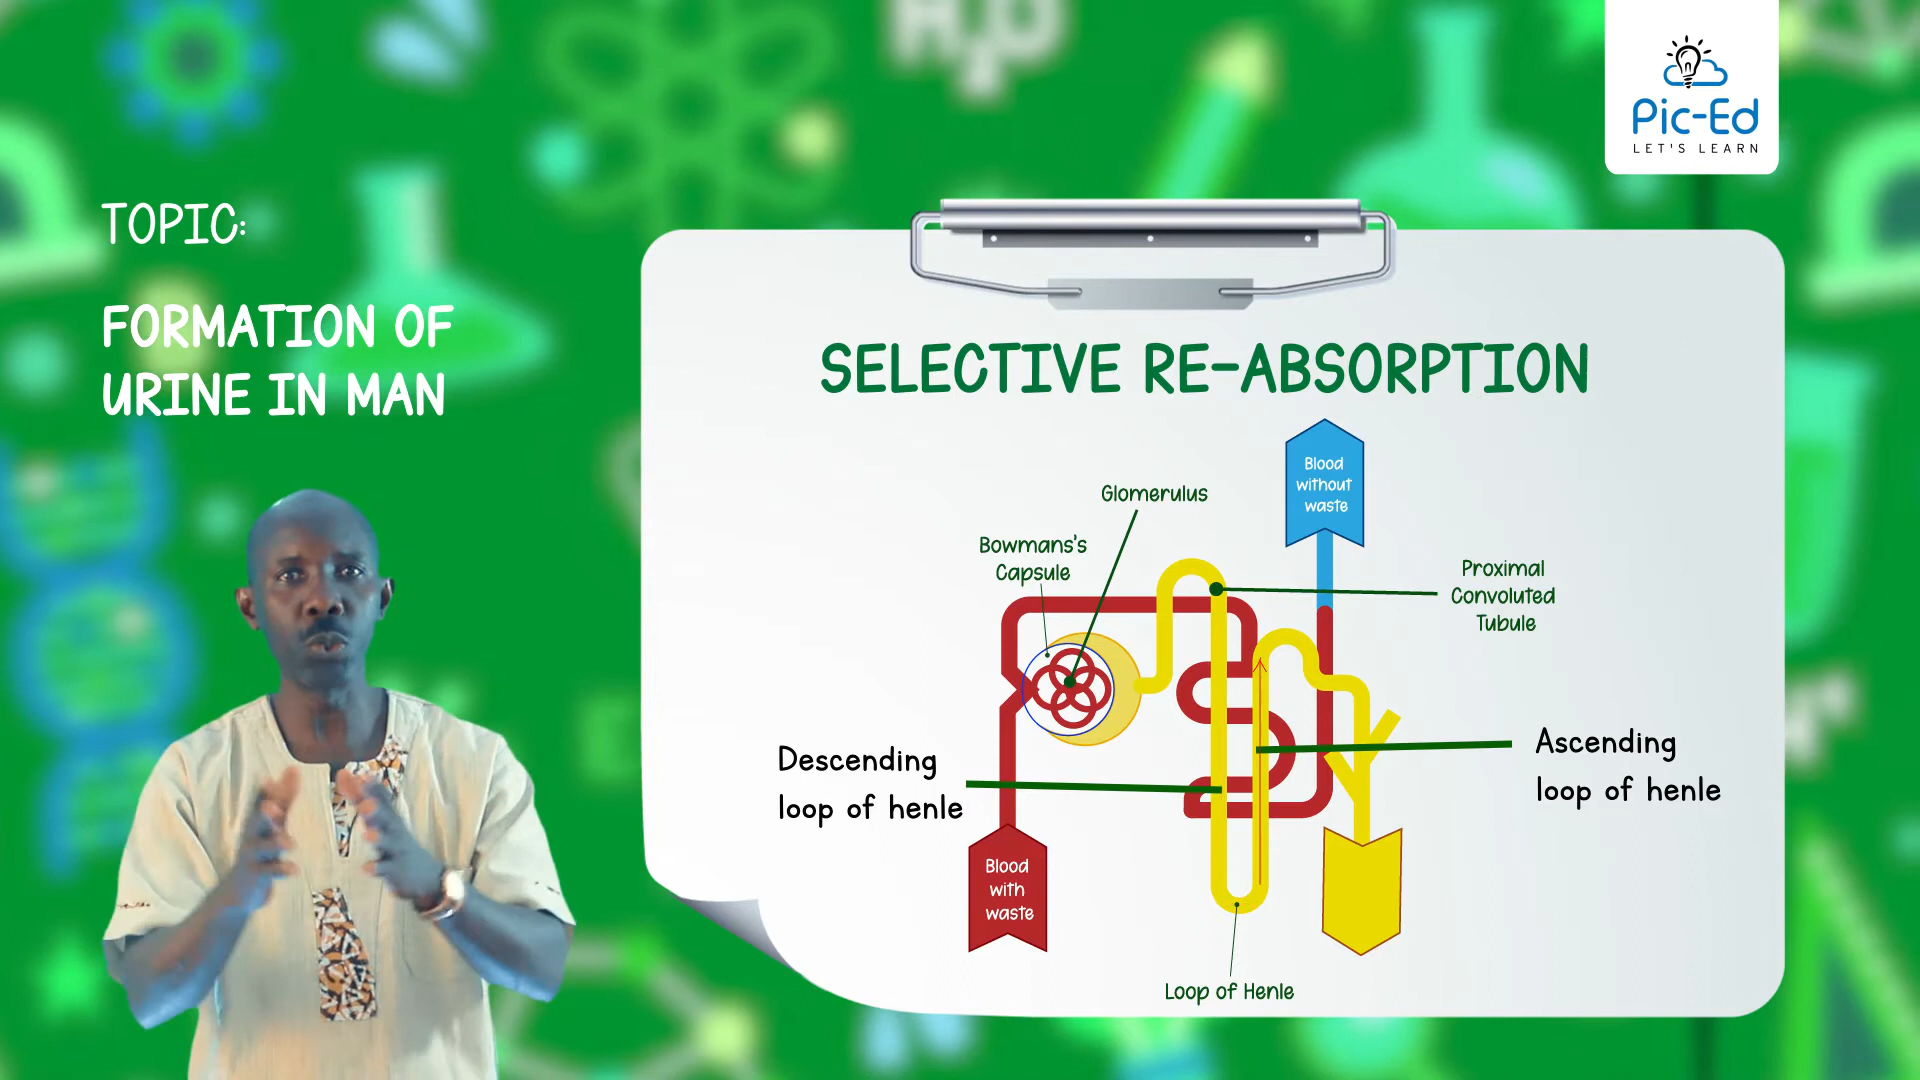 Pic-Ed
LET'S LEARN
TOPIC:
FORMATION OF
URINE IN MAN
SELECTIVE RE-ABSORPTION
Blood
without
waste
Glomerulus
Bowmans's
Capsule
Proximal
Convoluted
Tubule
Descending
loop of henle
Ascending
loop of henle
Blood
with
waste
Loop of Henle
H2O